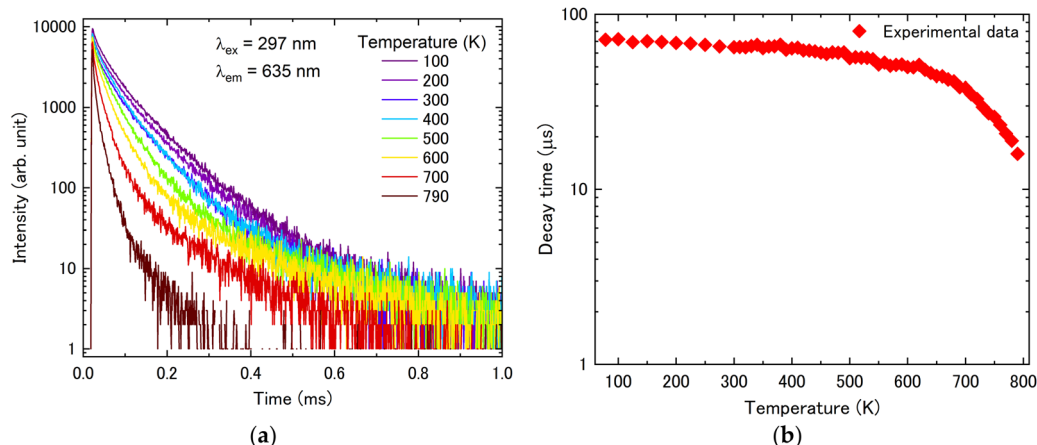 λex = 297 nm
λem = 635 nm
Temperature (K)
100
200
300
400
500
600
700
790
10000
1000
100
10
1
Intensity (arb. unit)
0.0 0.2 0.4 0.6 0.8 1.0
Time (ms)
(a)
Experimental data
100
10
1
Decay time (μs)
100 200 300 400 500 600 700 800
Temperature (K)
(b)